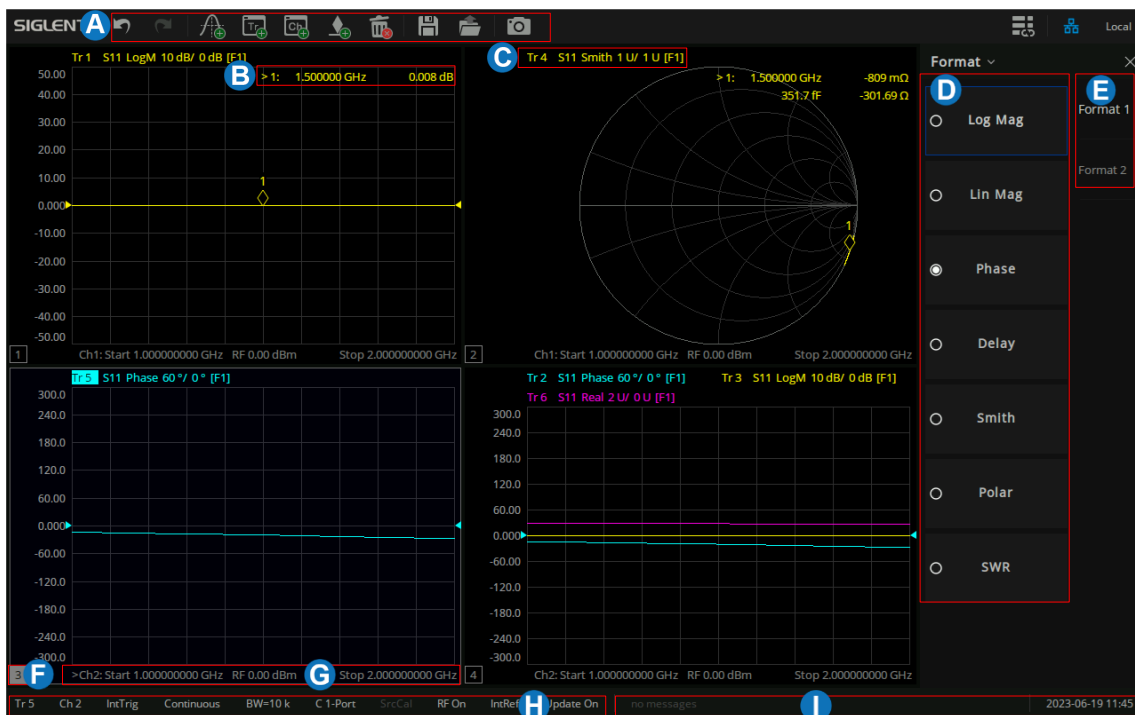 SIGLENT A Tr Ch Local
Tr 1 S11 LogM 10 dB/ 0 dB [F1]
B > 1: 1.500000 GHz 0.008 dB
50.00
40.00
30.00
20.00
10.00
0.000
-10.00
-20.00
-30.00
-40.00
-50.00
1
1 Ch1: Start 1.000000000 GHz RF 0.00 dBm Stop 2.000000000 GHz
C Tr 4 S11 Smith 1 U/ 1 U [F1]
> 1: 1.500000 GHz -809 mΩ
351.7 fF -301.69 Ω
1
2 Ch1: Start 1.000000000 GHz RF 0.00 dBm Stop 2.000000000 GHz
Tr 5 S11 Phase 60 °/ 0 ° [F1]
300.0
240.0
180.0
120.0
60.00
0.000
-60.00
-120.0
-180.0
-240.0
-300.0
3 F >Ch2: Start 1.000000000 GHz RF 0.00 dBm G Stop 2.000000000 GHz
Tr 2 S11 Phase 60 °/ 0 ° [F1] Tr 3 S11 LogM 10 dB/ 0 dB [F1]
Tr 6 S11 Real 2 U/ 0 U [F1]
300.0
240.0
180.0
120.0
60.00
0.000
-60.00
-120.0
-180.0
-240.0
-300.0
4 Ch2: Start 1.000000000 GHz RF 0.00 dBm Stop 2.000000000 GHz
Format
D
Log Mag
Lin Mag
Phase
Delay
Smith
Polar
SWR
E
Format 1
Format 2
Tr 5 Ch 2 IntTrig Continuous BW=10 k C 1-Port SrcCal RF On IntRef H Update On no messages I 2023-06-19 11:45